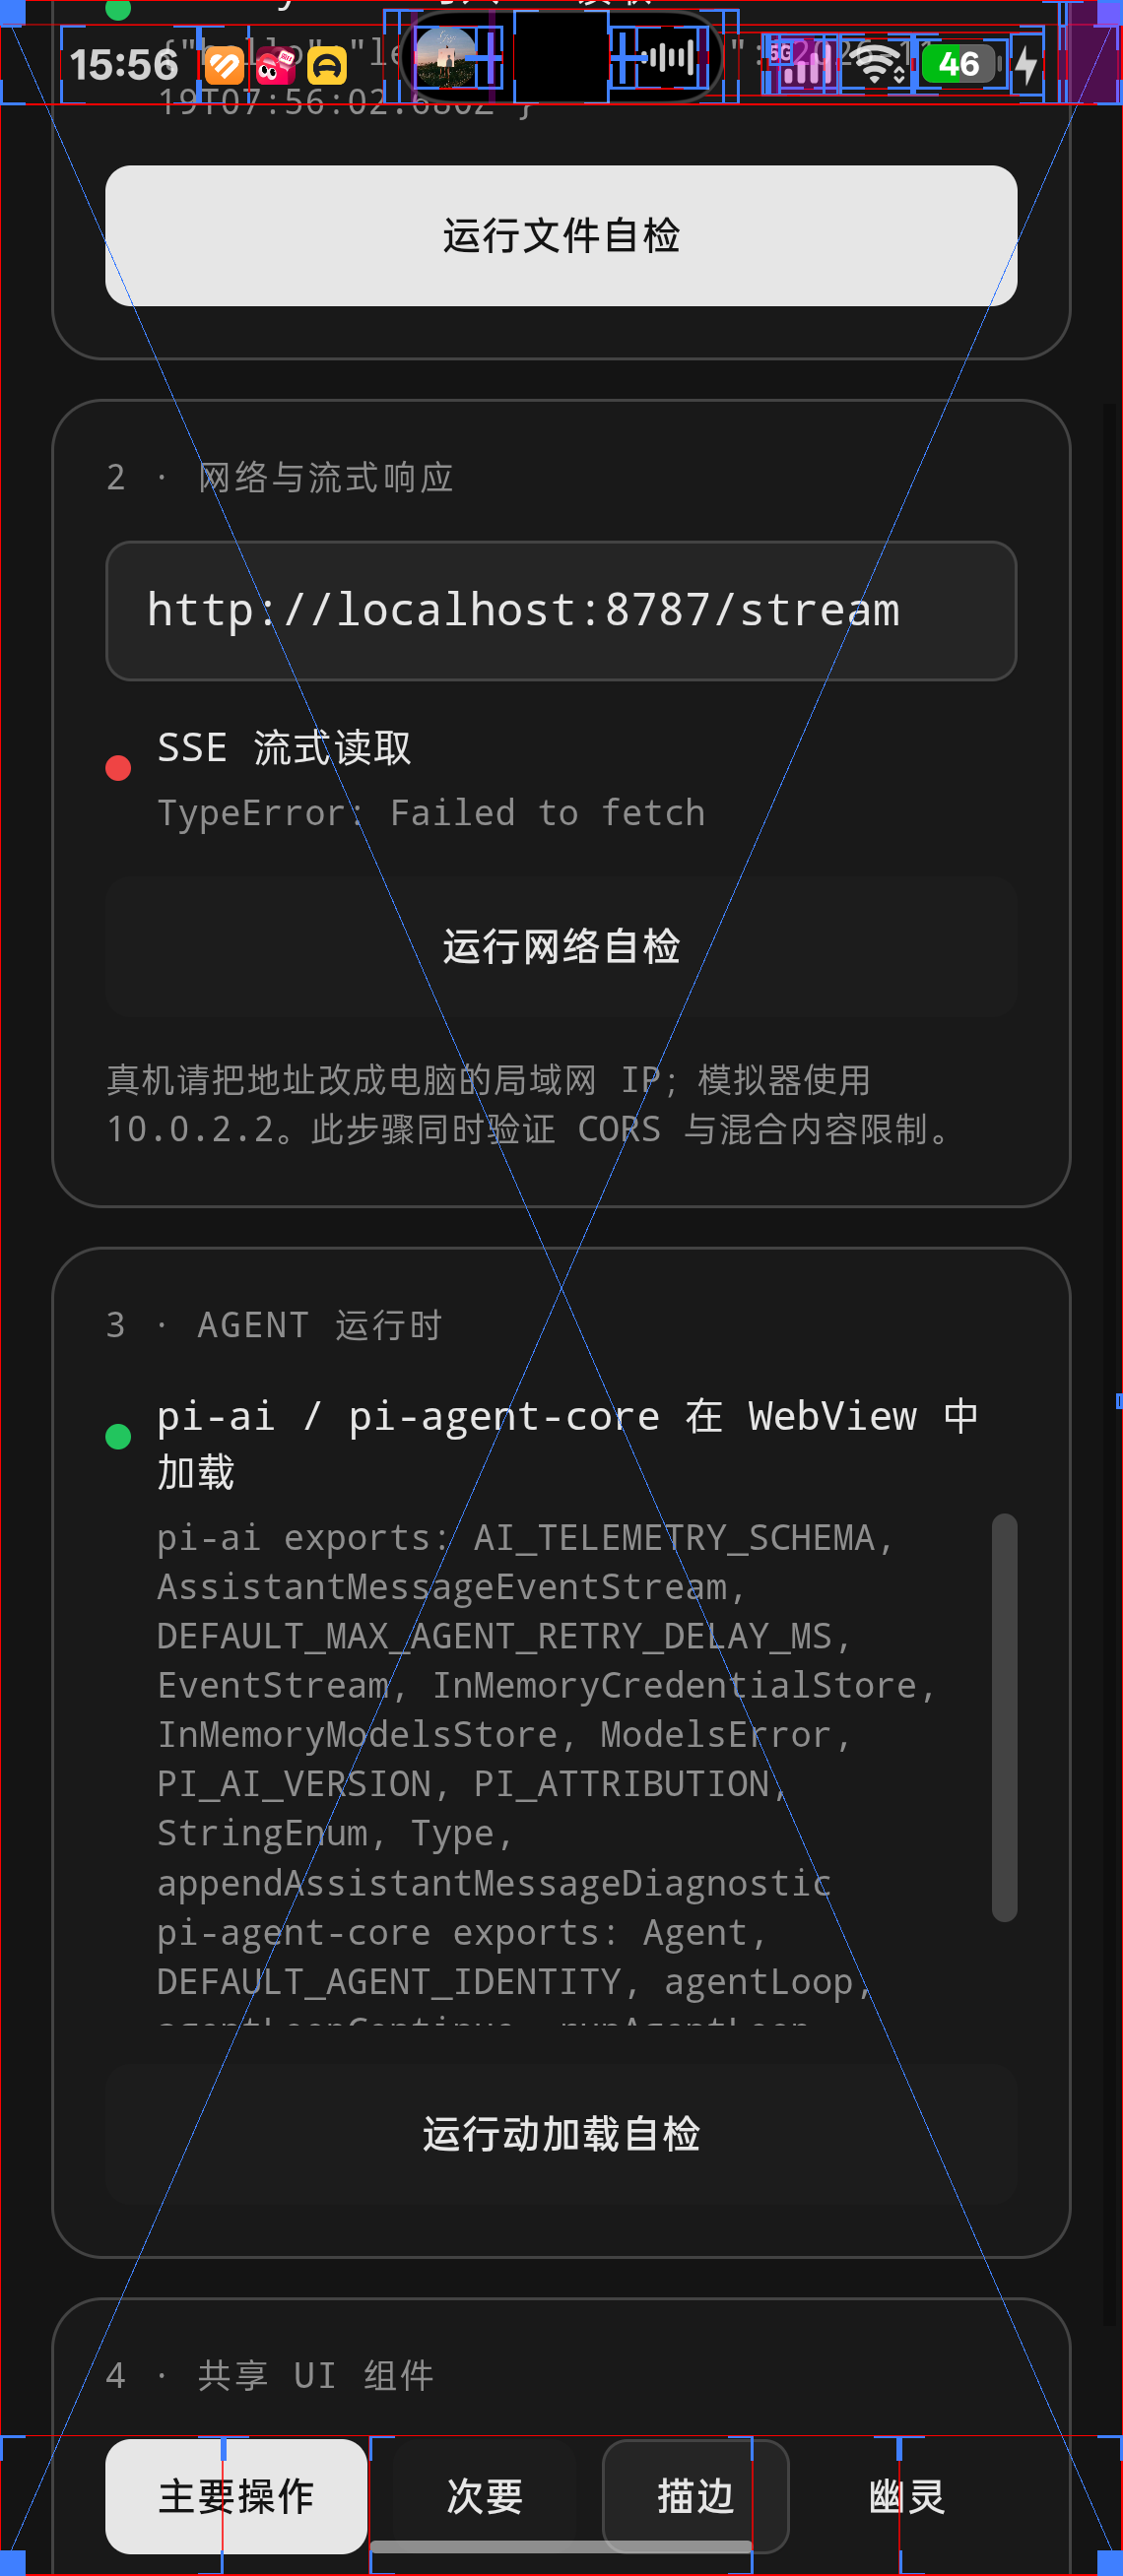 15:56
5G
46
19T07:56:02.680Z }
运行文件自检
2 · 网络与流式响应
http://localhost:8787/stream
SSE 流式读取
TypeError: Failed to fetch
运行网络自检
真机请把地址改成电脑的局域网 IP; 模拟器使用
10.0.2.2。此步骤同时验证 CORS 与混合内容限制。
3 · AGENT 运行时
pi-ai / pi-agent-core 在 WebView 中
加载
pi-ai exports: AI_TELEMETRY_SCHEMA,
AssistantMessageEventStream,
DEFAULT_MAX_AGENT_RETRY_DELAY_MS,
EventStream, InMemoryCredentialStore,
InMemoryModelsStore, ModelsError,
PI_AI_VERSION, PI_ATTRIBUTION,
StringEnum, Type,
appendAssistantMessageDiagnostic
pi-agent-core exports: Agent,
DEFAULT_AGENT_IDENTITY, agentLoop,
运行动加载自检
4 · 共享 UI 组件
主要操作 次要 描边 幽灵